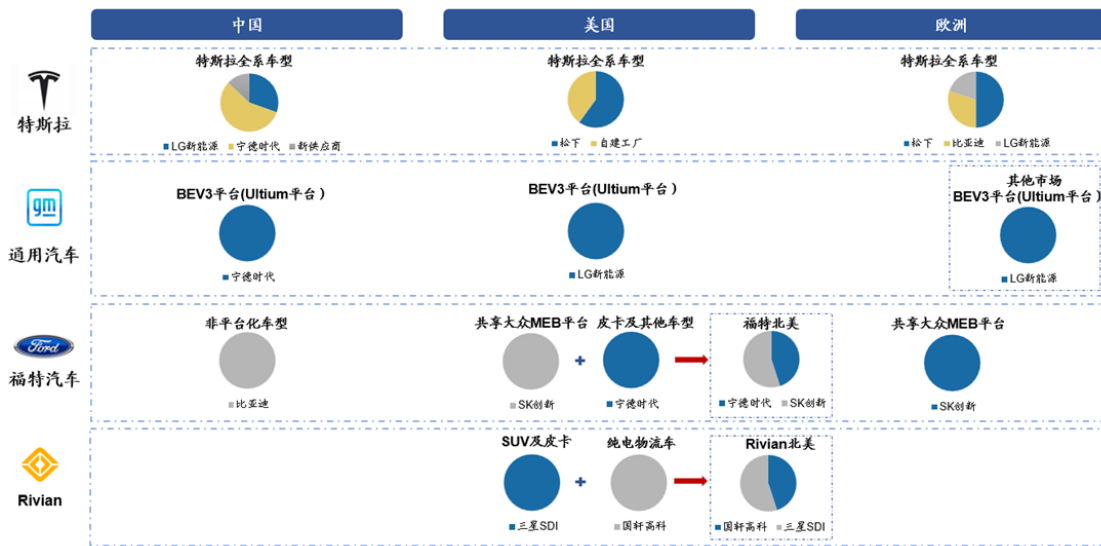 中国
美国
欧洲
特斯拉
特斯拉全系车型
LG新能源 宁德时代 新供应商
特斯拉全系车型
松下 自建工厂
特斯拉全系车型
松下 比亚迪 LG新能源
gm
通用汽车
BEV3平台(Ultium平台）
宁德时代
BEV3平台(Ultium平台）
LG新能源
其他市场
BEV3平台(Ultium平台）
LG新能源
Ford
福特汽车
非平台化车型
比亚迪
共享大众MEB平台
SK创新
+
皮卡及其他车型
宁德时代
福特北美
宁德时代 SK创新
共享大众MEB平台
SK创新
Rivian
SUV及皮卡
三星SDI
+
纯电物流车
国轩高科
Rivian北美
国轩高科 三星SDI